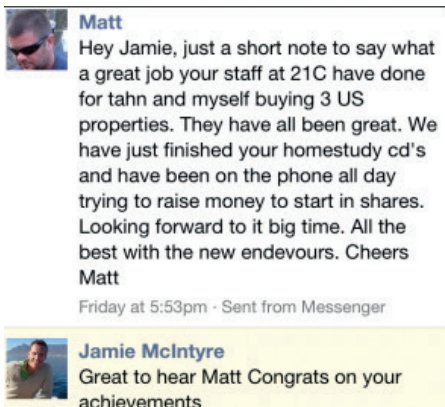 Matt
Hey Jamie, just a short note to say what
a great job your staff at 21C have done
for tahn and myself buying 3 US
properties. They have all been great. We
have just finished your homestudy cd's
and have been on the phone all day
trying to raise money to start in shares.
Looking forward to it big time. All the
best with the new endevours. Cheers
Matt
Friday at 5:53pm · Sent from Messenger
Jamie McIntyre
Great to hear Matt Congrats on your
achievements